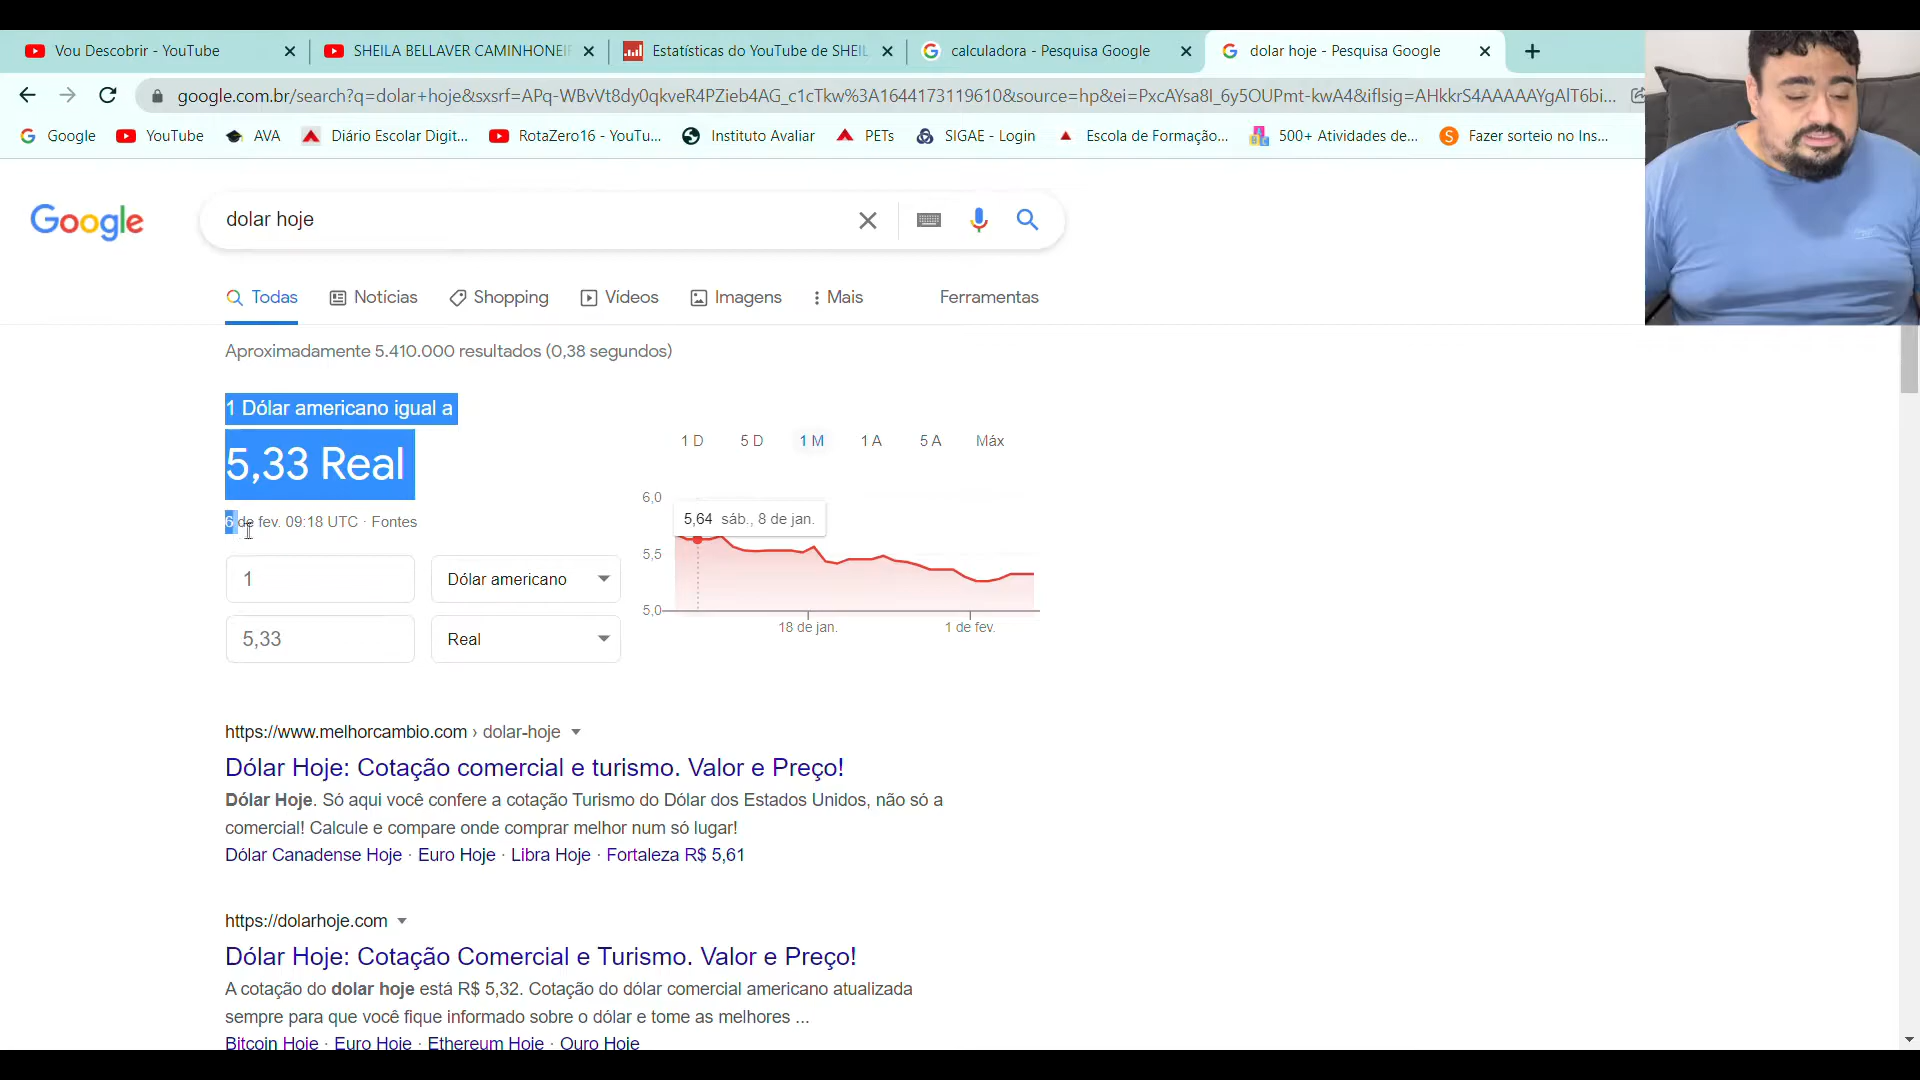 Vou Descobrir - YouTube
SHEILA BELLAVER CAMINHONEI
Estatísticas do YouTube de SHEIL
calculadora - Pesquisa Google
dolar hoje - Pesquisa Google
google.com.br/search?q=dolar+hoje&sxsrf=APq-WBvVt8dy0qkveR4PZieb4AG_c1cTkw%3A1644173119610&source=hp&ei=PxcAYsa8I_6y5OUPmt-kwA4&iflsig=AHkkrS4AAAAAYgAlT6bi...
Google
YouTube
AVA
Diário Escolar Digit...
RotaZero16 - YouTu...
Instituto Avaliar
PETs
SIGAE - Login
Escola de Formação...
500+ Atividades de...
Fazer sorteio no Ins...
Google
dolar hoje
Todas
Notícias
Shopping
Vídeos
Imagens
Mais
Ferramentas
Aproximadamente 5.410.000 resultados (0,38 segundos)
1 Dólar americano igual a
5,33 Real
6 de fev. 09:18 UTC · Fontes
1
Dólar americano
5,33
Real
1 D
5 D
1 M
1 A
5 A
Máx
6,0
5,64 sáb., 8 de jan.
5,5
5,0
18 de jan.
1 de fev.
https://www.melhorcambio.com › dolar-hoje
Dólar Hoje: Cotação comercial e turismo. Valor e Preço!
Dólar Hoje. Só aqui você confere a cotação Turismo do Dólar dos Estados Unidos, não só a
comercial! Calcule e compare onde comprar melhor num só lugar!
Dólar Canadense Hoje · Euro Hoje · Libra Hoje · Fortaleza R$ 5,61
https://dolarhoje.com
Dólar Hoje: Cotação Comercial e Turismo. Valor e Preço!
A cotação do dolar hoje está R$ 5,32. Cotação do dólar comercial americano atualizada
sempre para que você fique informado sobre o dólar e tome as melhores ...
Bitcoin Hoje · Euro Hoje · Ethereum Hoje · Ouro Hoje